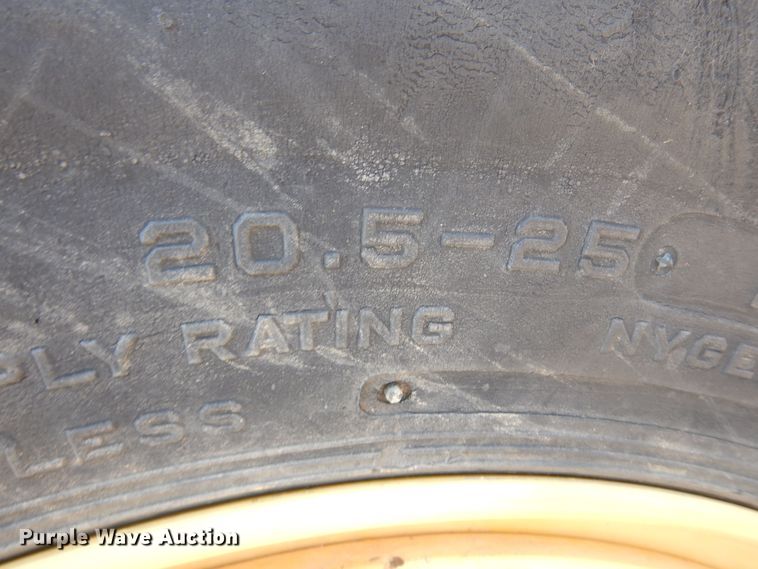 20.5-25
PLY RATING
NYGE
LESS
Purple Wave Auction